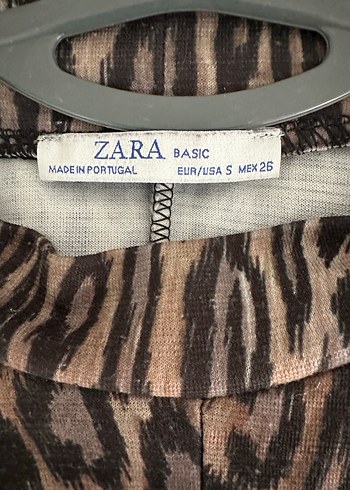 ZARA BASIC
MADE IN PORTUGAL EUR/USA S MEX 26